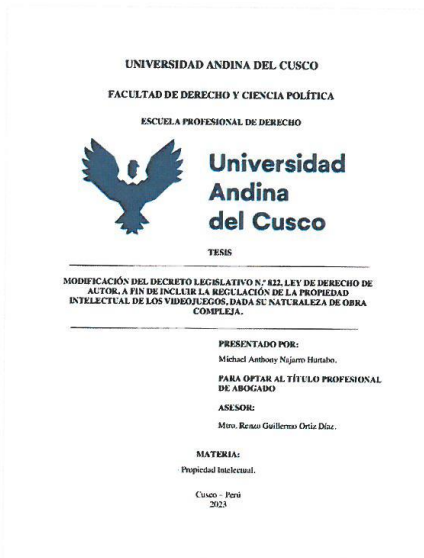 UNIVERSIDAD ANDINA DEL CUSCO
FACULTAD DE DERECHO Y CIENCIA POLÍTICA
ESCUELA PROFESIONAL DE DERECHO
Universidad
Andina
del Cusco
TESIS
MODIFICACIÓN DEL DECRETO LEGISLATIVO N.° 822, LEY DE DERECHO DE
AUTOR, A FIN DE INCLUIR LA REGULACIÓN DE LA PROPIEDAD
INTELECTUAL DE LOS VIDEOJUEGOS, DADA SU NATURALEZA DE OBRA
COMPLEJA.
PRESENTADO POR:
Michael Anthony Najarro Hurtado.
PARA OPTAR AL TÍTULO PROFESIONAL
DE ABOGADO
ASESOR:
Mtro. Renzo Guillermo Ortiz Díaz.
MATERIA:
Propiedad Intelectual.
Cusco - Perú
2023